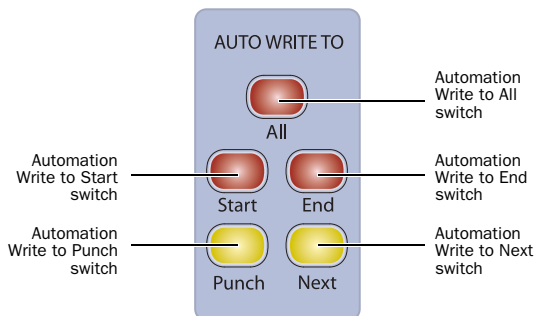 AUTO WRITE TO
Automation
Write to All
switch
All
Automation
Write to Start
switch
Automation
Write to End
switch
Start End
Automation
Write to Punch
switch
Automation
Write to Next
switch
Punch Next